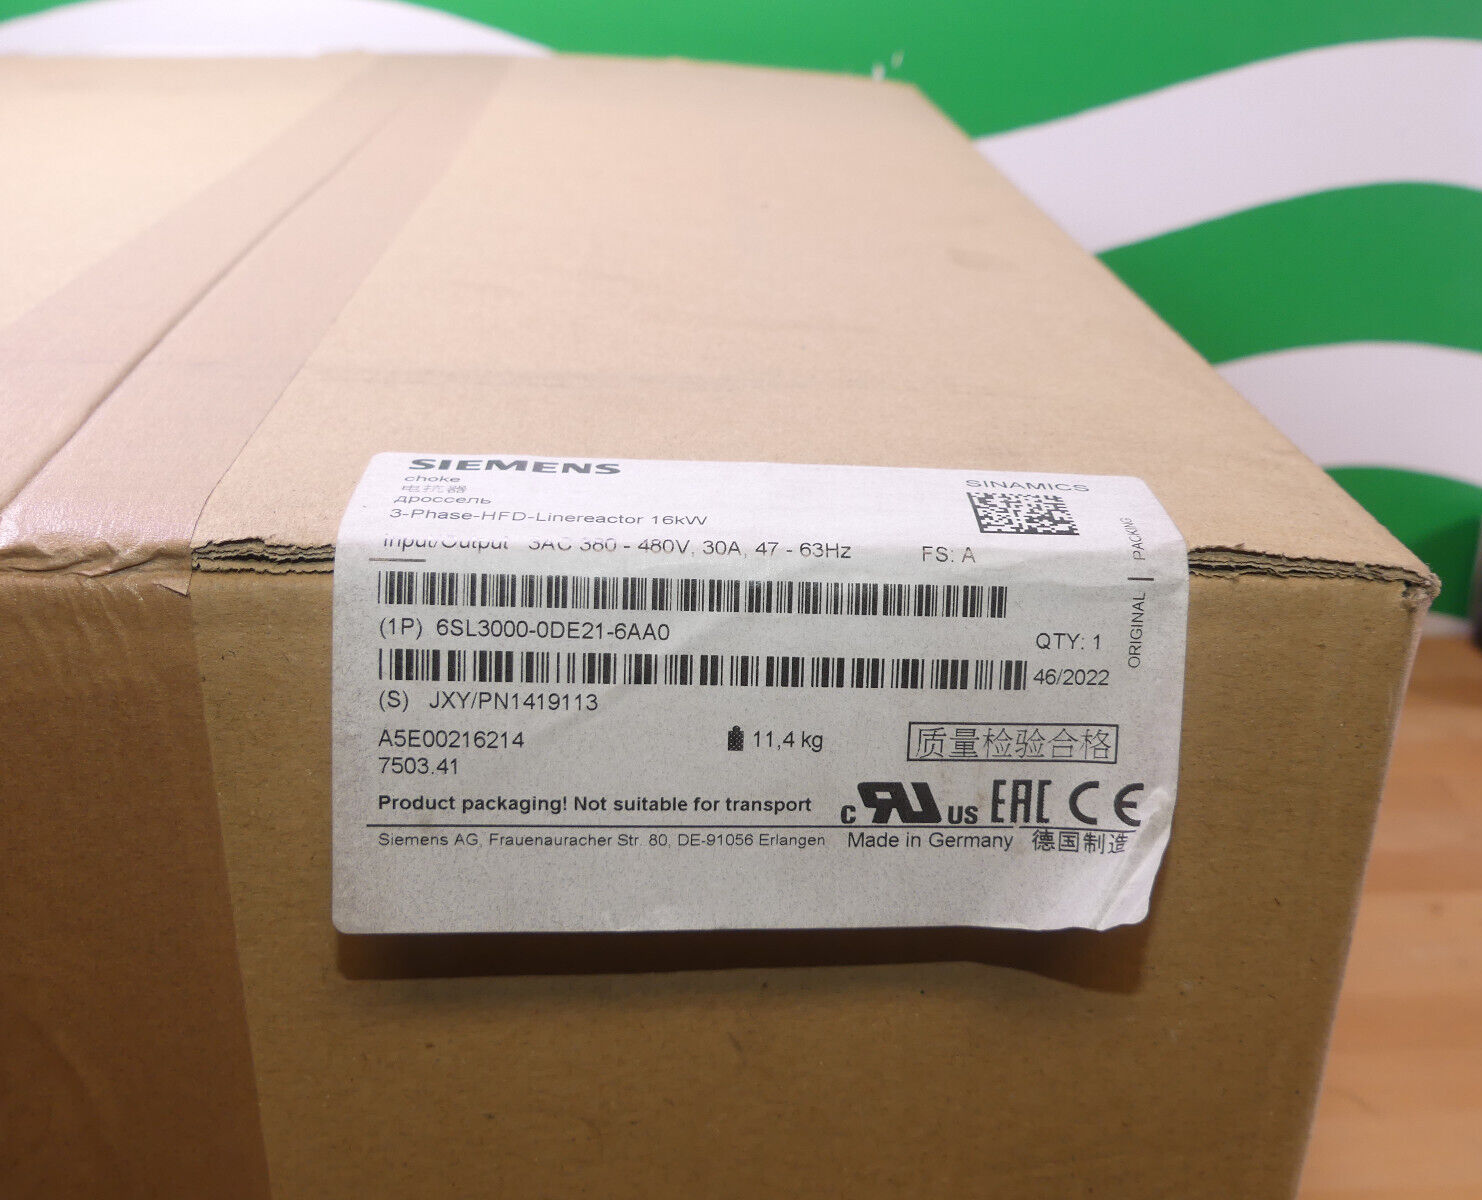 SIEMENS
choke
电抗器
дроссель
3-Phase-HFD-Linereactor 16kW
SINAMICS
Input/Output 3AC 380 - 480V, 30A, 47 - 63Hz
FS: A
(1P) 6SL3000-0DE21-6AA0
QTY: 1
46/2022
(S) JXY/PN1419113
ORIGINAL | PACKING
A5E00216214
11,4 kg
质量检验合格
7503.41
Product packaging! Not suitable for transport
c RU US EAC CE
Siemens AG, Frauenauracher Str. 80, DE-91056 Erlangen
Made in Germany 德国制造